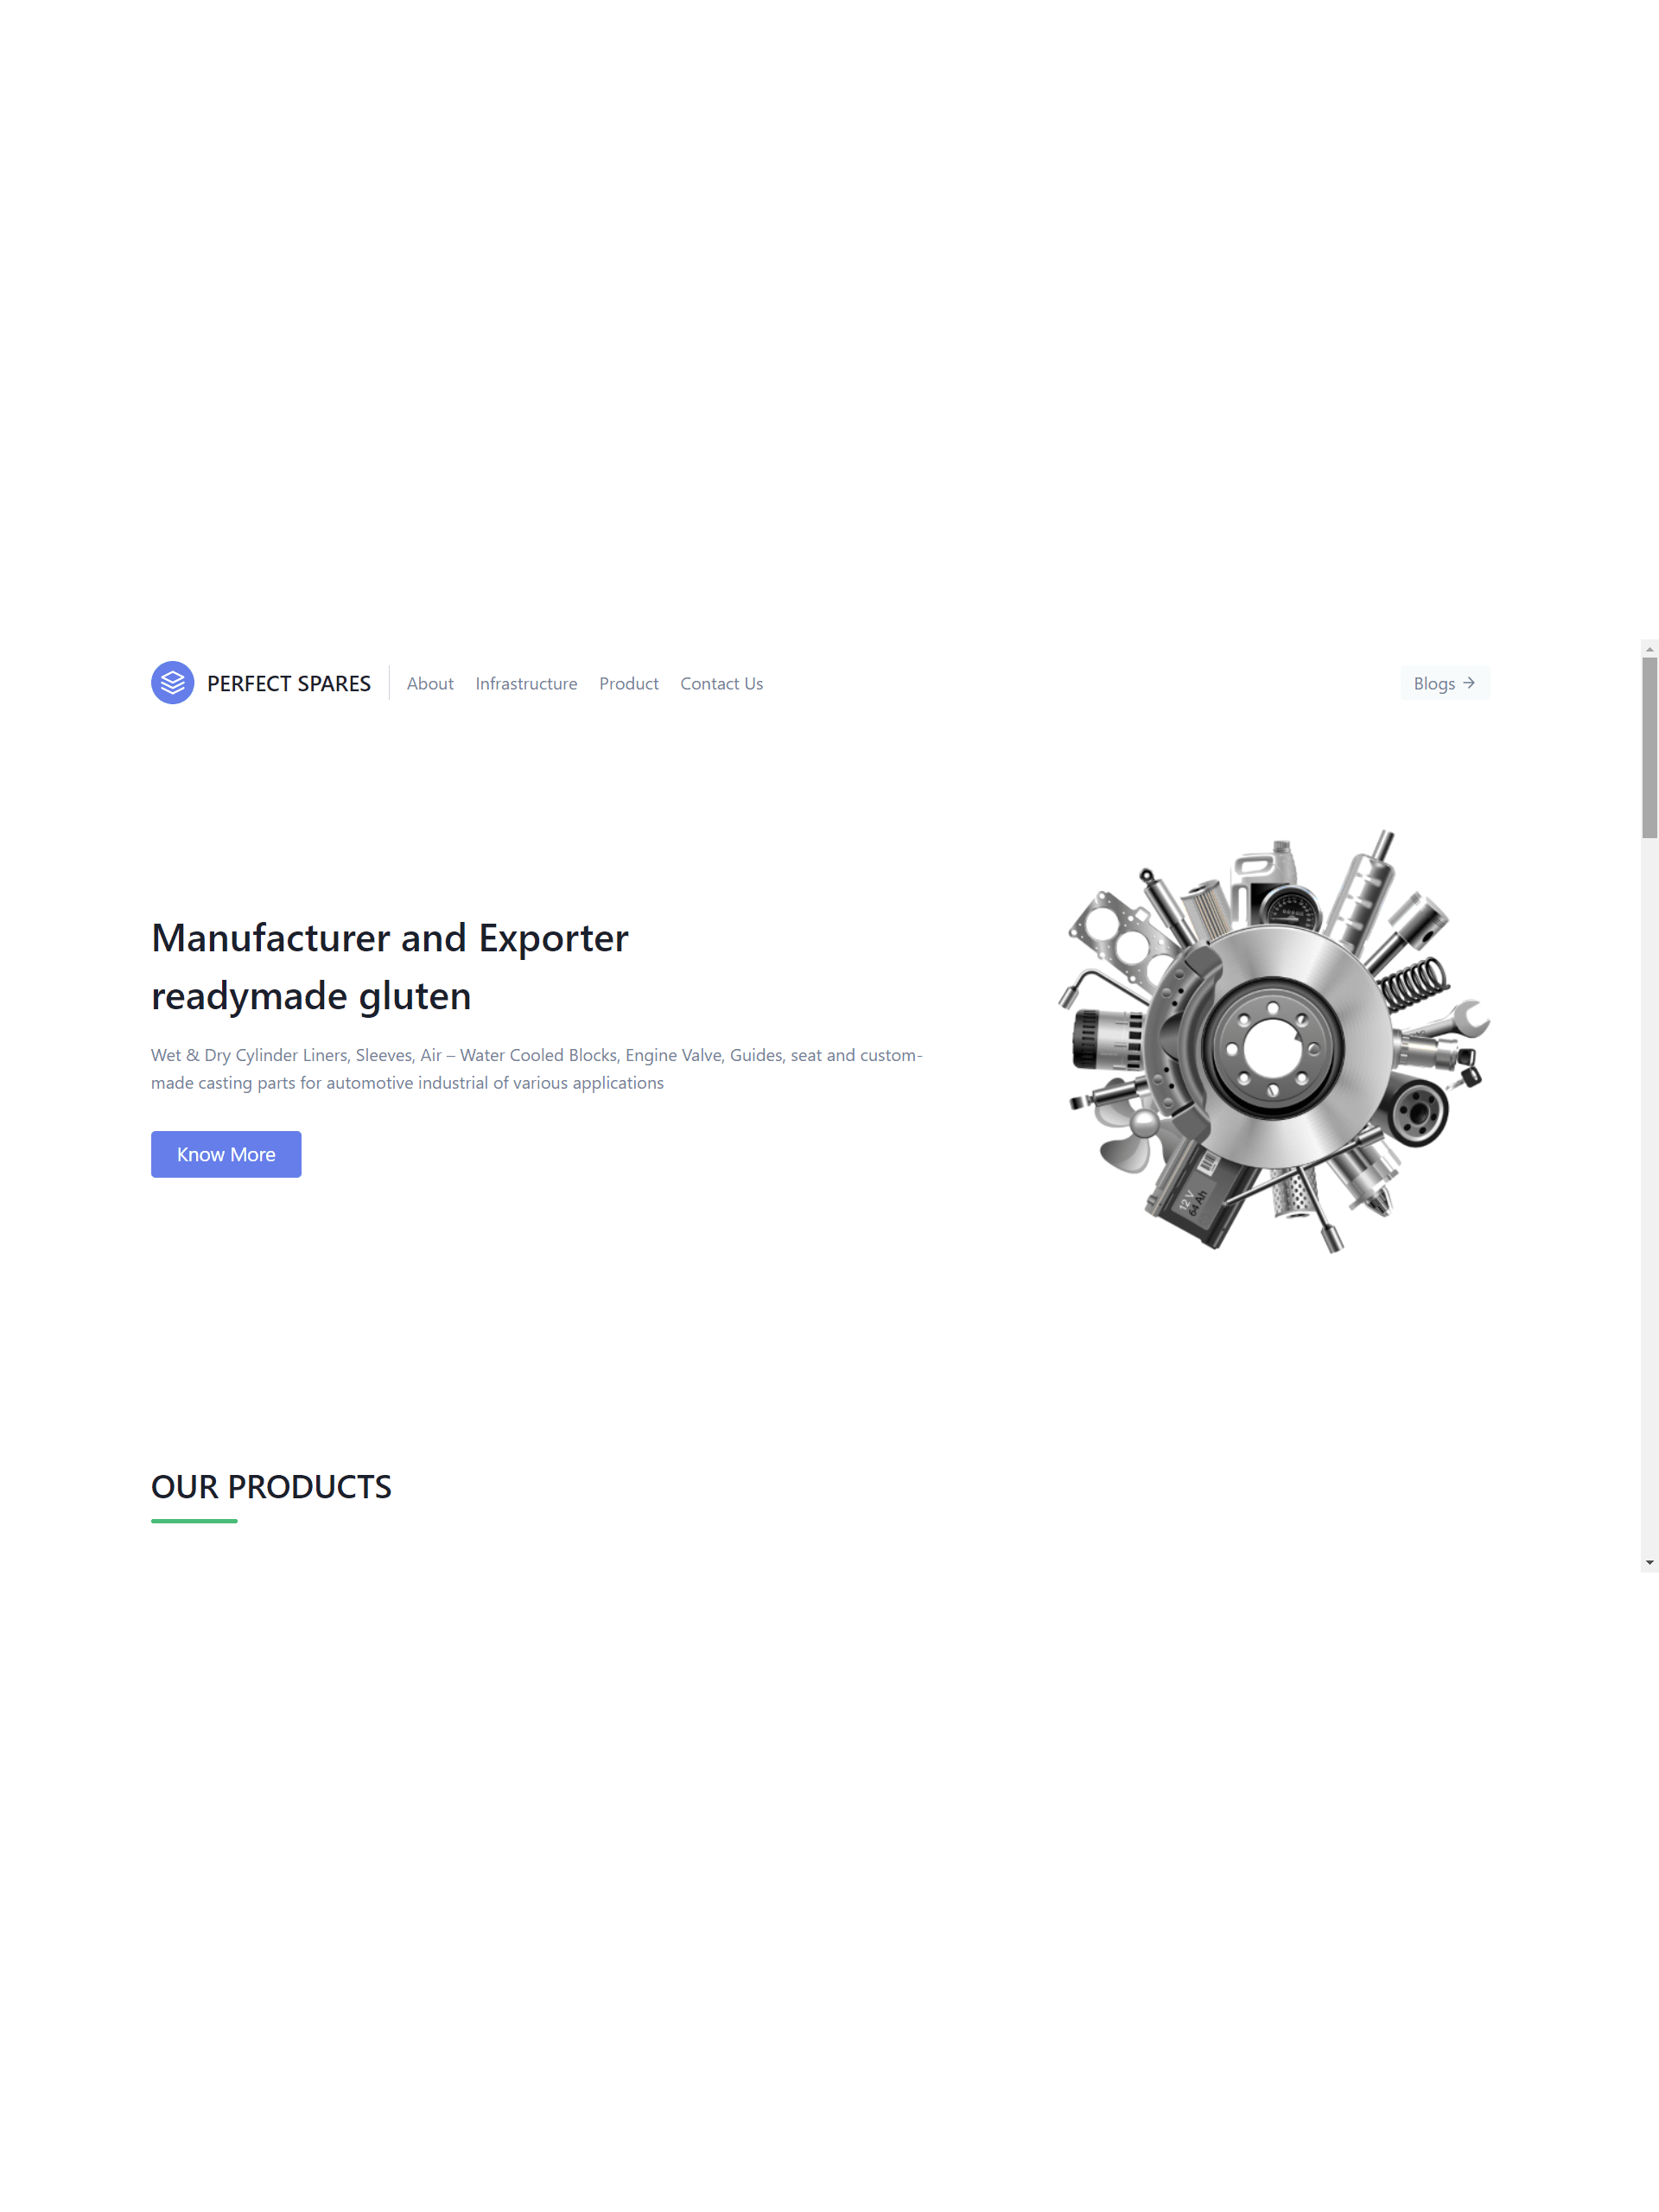 PERFECT SPARES
About Infrastructure Product Contact Us
Blogs →
Manufacturer and Exporter
readymade gluten
Wet & Dry Cylinder Liners, Sleeves, Air – Water Cooled Blocks, Engine Valve, Guides, seat and custom-
made casting parts for automotive industrial of various applications
Know More
12 V
64 Ah
OUR PRODUCTS